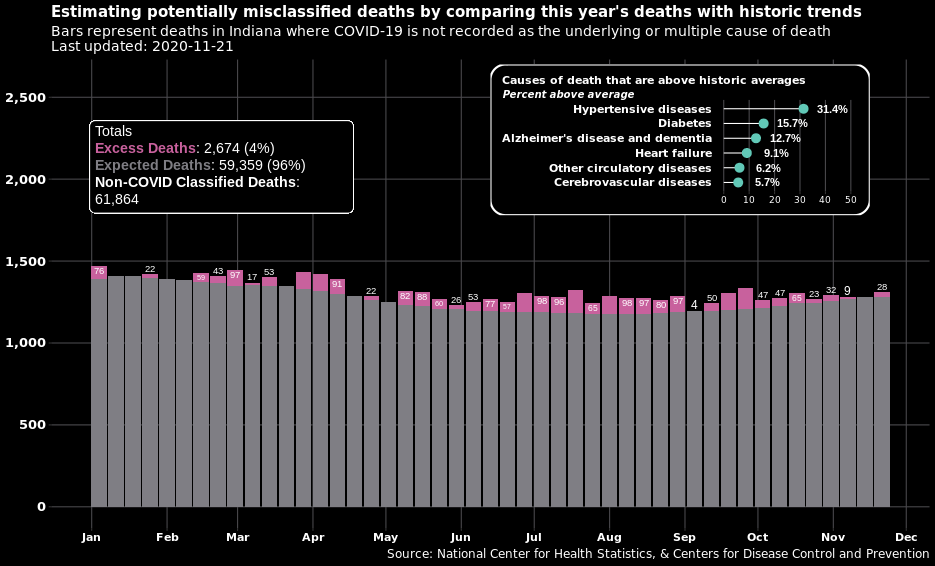 Estimating potentially misclassified deaths by comparing this year's deaths with historic trends
Bars represent deaths in Indiana where COVID-19 is not recorded as the underlying or multiple cause of death
Last updated: 2020-11-21
Causes of death that are above historic averages
Percent above average
Hypertensive diseases 31.4%
Diabetes 15.7%
Alzheimer's disease and dementia 12.7%
Heart failure 9.1%
Other circulatory diseases 6.2%
Cerebrovascular diseases 5.7%
0 10 20 30 40 50
Totals
Excess Deaths: 2,674 (4%)
Expected Deaths: 59,359 (96%)
Non-COVID Classified Deaths:
61,864
2,500
2,000
1,500
1,000
500
0
76 22 59 43 97 17 53 91 22 82 88 60 26 53 77 57 98 96 65 98 97 80 97 4 50 47 47 65 23 32 9 28
Jan Feb Mar Apr May Jun Jul Aug Sep Oct Nov Dec
Source: National Center for Health Statistics, & Centers for Disease Control and Prevention